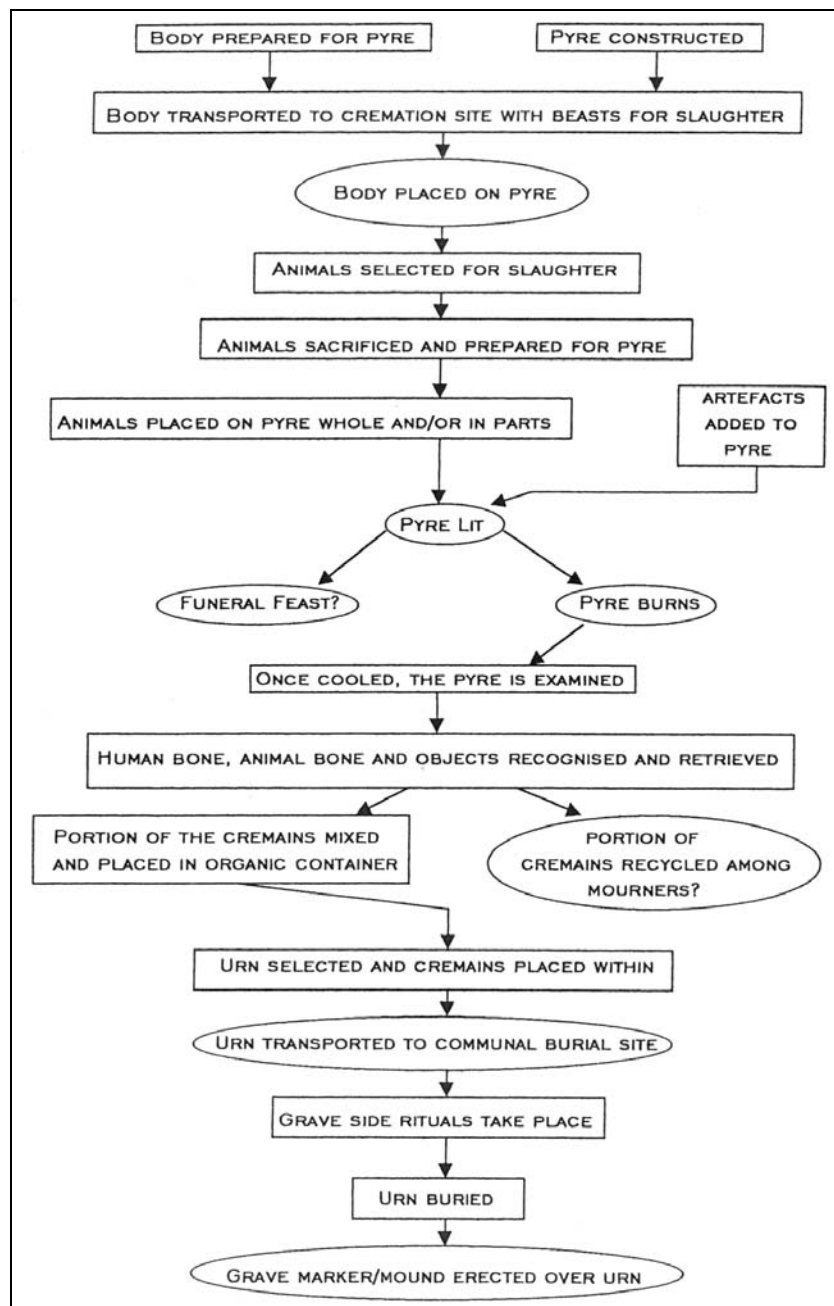 BODY PREPARED FOR PYRE
PYRE CONSTRUCTED
BODY TRANSPORTED TO CREMATION SITE WITH BEASTS FOR SLAUGHTER
BODY PLACED ON PYRE
ANIMALS SELECTED FOR SLAUGHTER
ANIMALS SACRIFICED AND PREPARED FOR PYRE
ANIMALS PLACED ON PYRE WHOLE AND/OR IN PARTS
ARTEFACTS
ADDED TO
PYRE
PYRE LIT
FUNERAL FEAST?
PYRE BURNS
ONCE COOLED, THE PYRE IS EXAMINED
HUMAN BONE, ANIMAL BONE AND OBJECTS RECOGNISED AND RETRIEVED
PORTION OF THE CREMAINS MIXED
AND PLACED IN ORGANIC CONTAINER
PORTION OF
CREMAINS RECYCLED AMONG
MOURNERS?
URN SELECTED AND CREMAINS PLACED WITHIN
URN TRANSPORTED TO COMMUNAL BURIAL SITE
GRAVE SIDE RITUALS TAKE PLACE
URN BURIED
GRAVE MARKER/MOUND ERECTED OVER URN